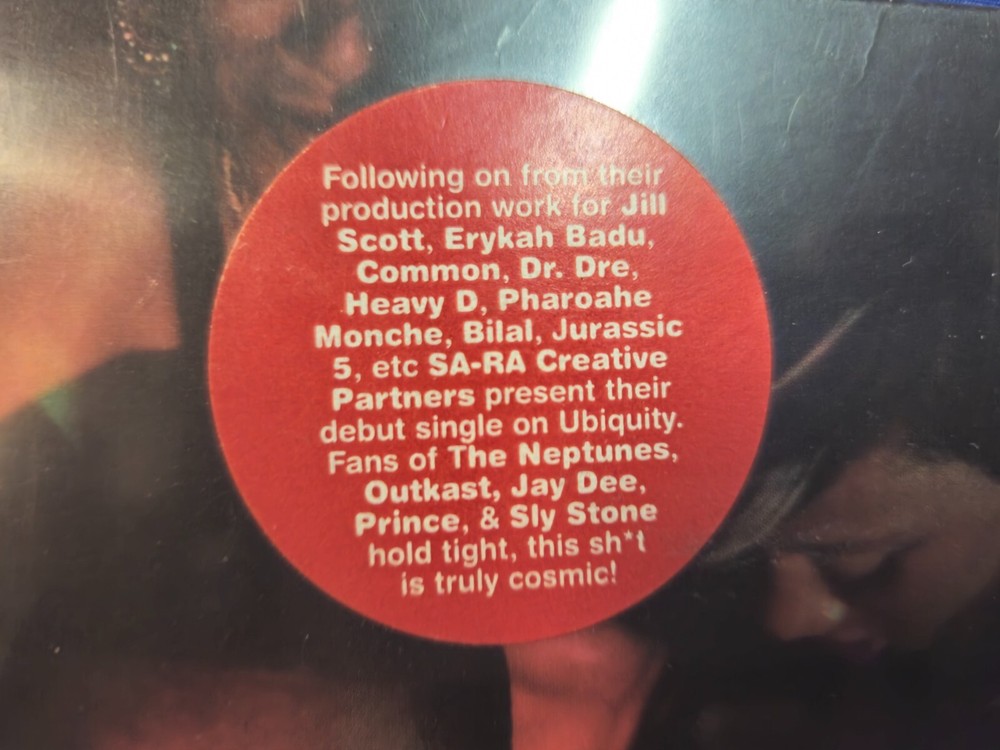 Following on from their
production work for Jill
Scott, Erykah Badu,
Common, Dr. Dre,
Heavy D, Pharoahe
Monche, Bilal, Jurassic
5, etc SA-RA Creative
Partners present their
debut single on Ubiquity.
Fans of The Neptunes,
Outkast, Jay Dee,
Prince, & Sly Stone
hold tight, this sh*t
is truly cosmic!